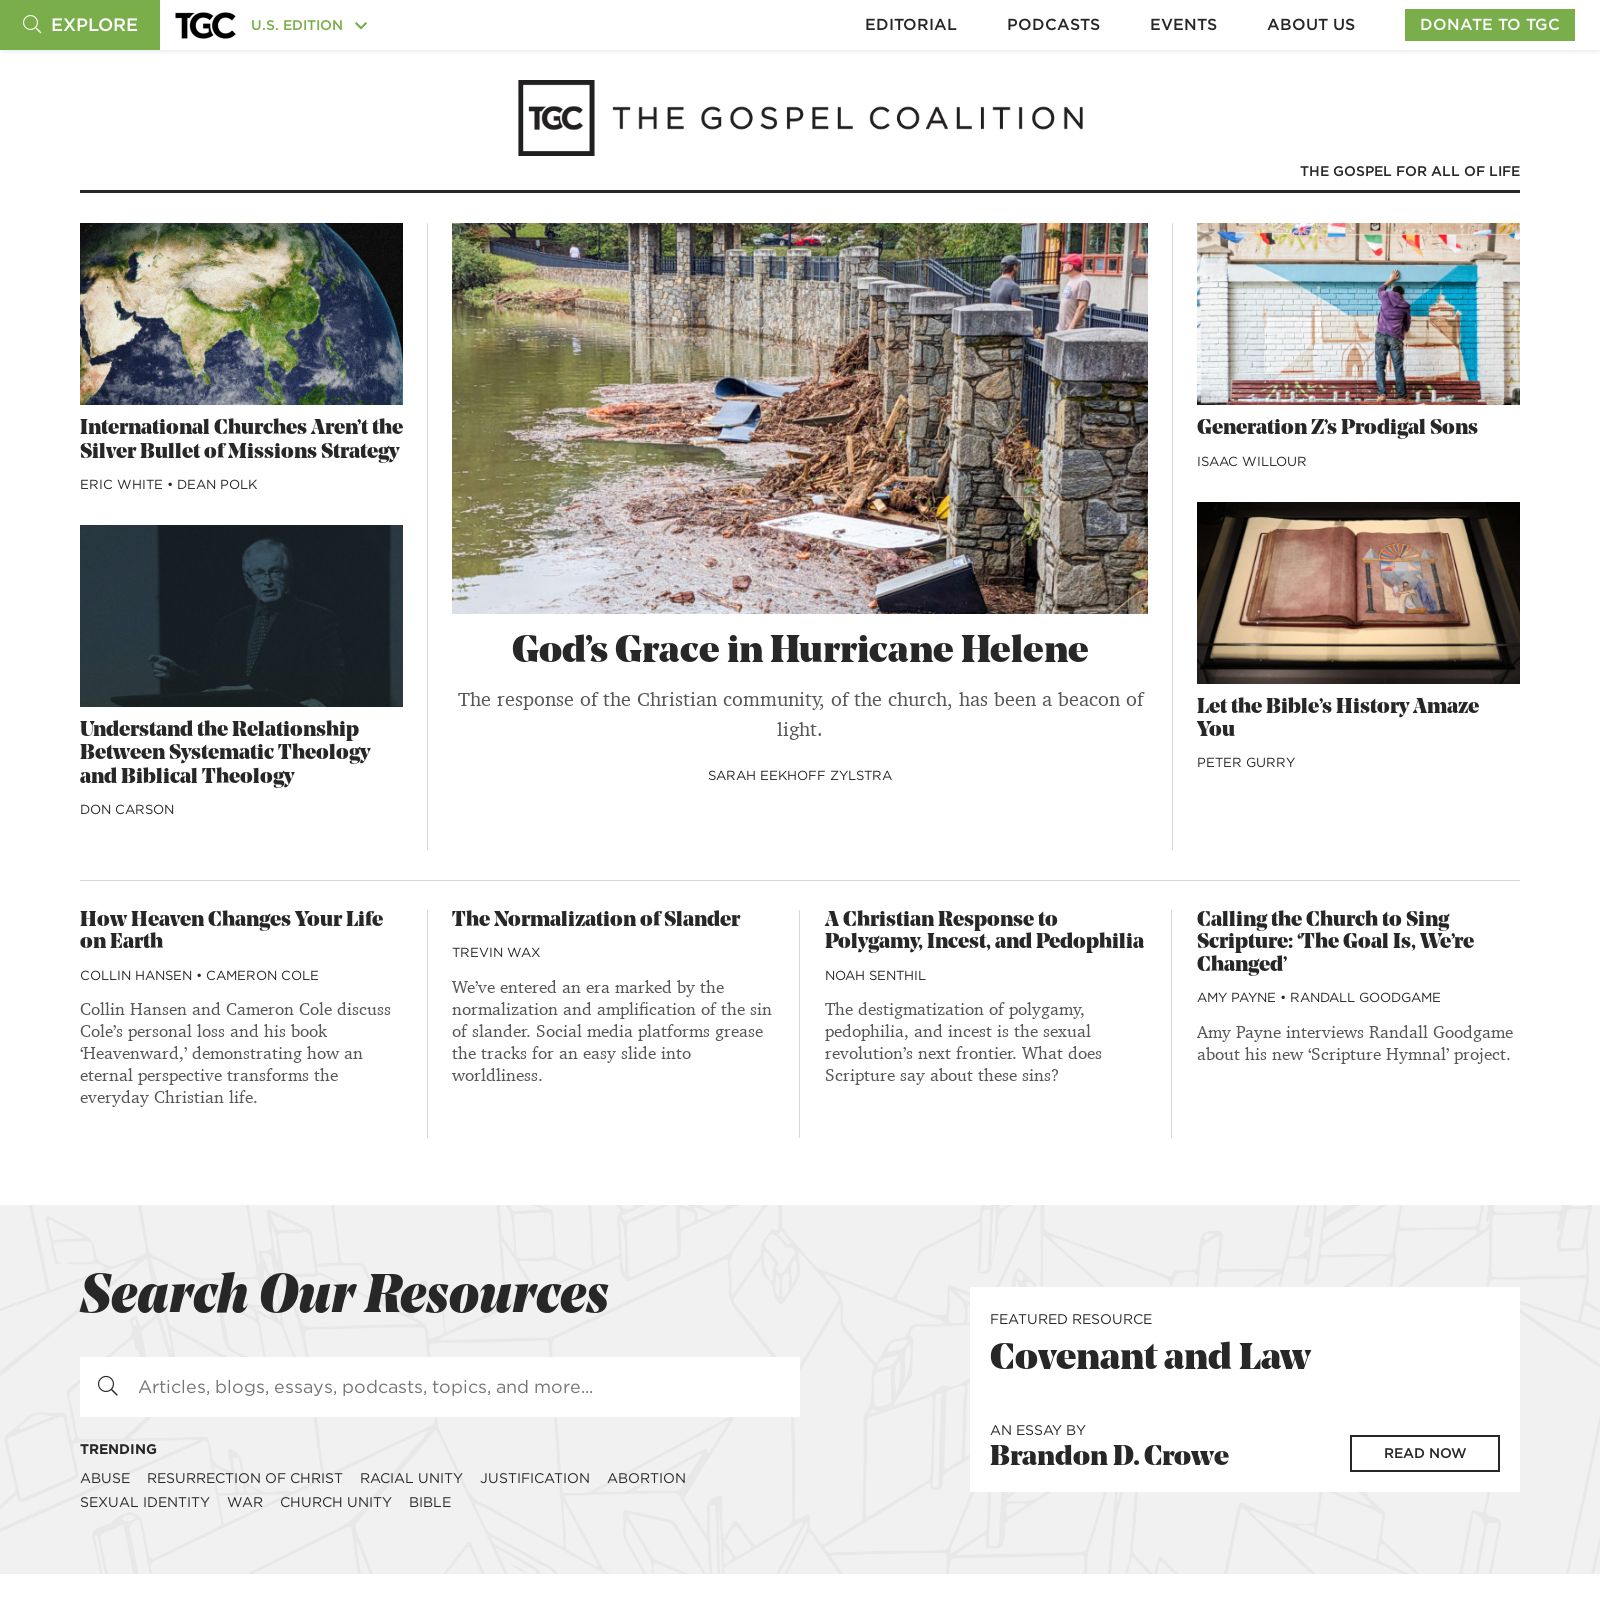 EXPLORE
TGC
U.S. EDITION
EDITORIAL
PODCASTS
EVENTS
ABOUT US
DONATE TO TGC
TGC THE GOSPEL COALITION
THE GOSPEL FOR ALL OF LIFE
International Churches Aren’t the
Silver Bullet of Missions Strategy
ERIC WHITE • DEAN POLK
Understand the Relationship
Between Systematic Theology
and Biblical Theology
DON CARSON
God’s Grace in Hurricane Helene
The response of the Christian community, of the church, has been a beacon of
light.
SARAH EEKHOFF ZYLSTRA
Generation Z’s Prodigal Sons
ISAAC WILLOUR
Let the Bible’s History Amaze
You
PETER GURRY
How Heaven Changes Your Life
on Earth
COLLIN HANSEN • CAMERON COLE
Collin Hansen and Cameron Cole discuss
Cole’s personal loss and his book
‘Heavenward,’ demonstrating how an
eternal perspective transforms the
everyday Christian life.
The Normalization of Slander
TREVIN WAX
We’ve entered an era marked by the
normalization and amplification of the sin
of slander. Social media platforms grease
the tracks for an easy slide into
worldliness.
A Christian Response to
Polygamy, Incest, and Pedophilia
NOAH SENTHIL
The destigmatization of polygamy,
pedophilia, and incest is the sexual
revolution’s next frontier. What does
Scripture say about these sins?
Calling the Church to Sing
Scripture: ‘The Goal Is, We’re
Changed’
AMY PAYNE • RANDALL GOODGAME
Amy Payne interviews Randall Goodgame
about his new ‘Scripture Hymnal’ project.
Search Our Resources
Articles, blogs, essays, podcasts, topics, and more...
TRENDING
ABUSE RESURRECTION OF CHRIST RACIAL UNITY JUSTIFICATION ABORTION
SEXUAL IDENTITY WAR CHURCH UNITY BIBLE
FEATURED RESOURCE
Covenant and Law
AN ESSAY BY
Brandon D. Crowe
READ NOW